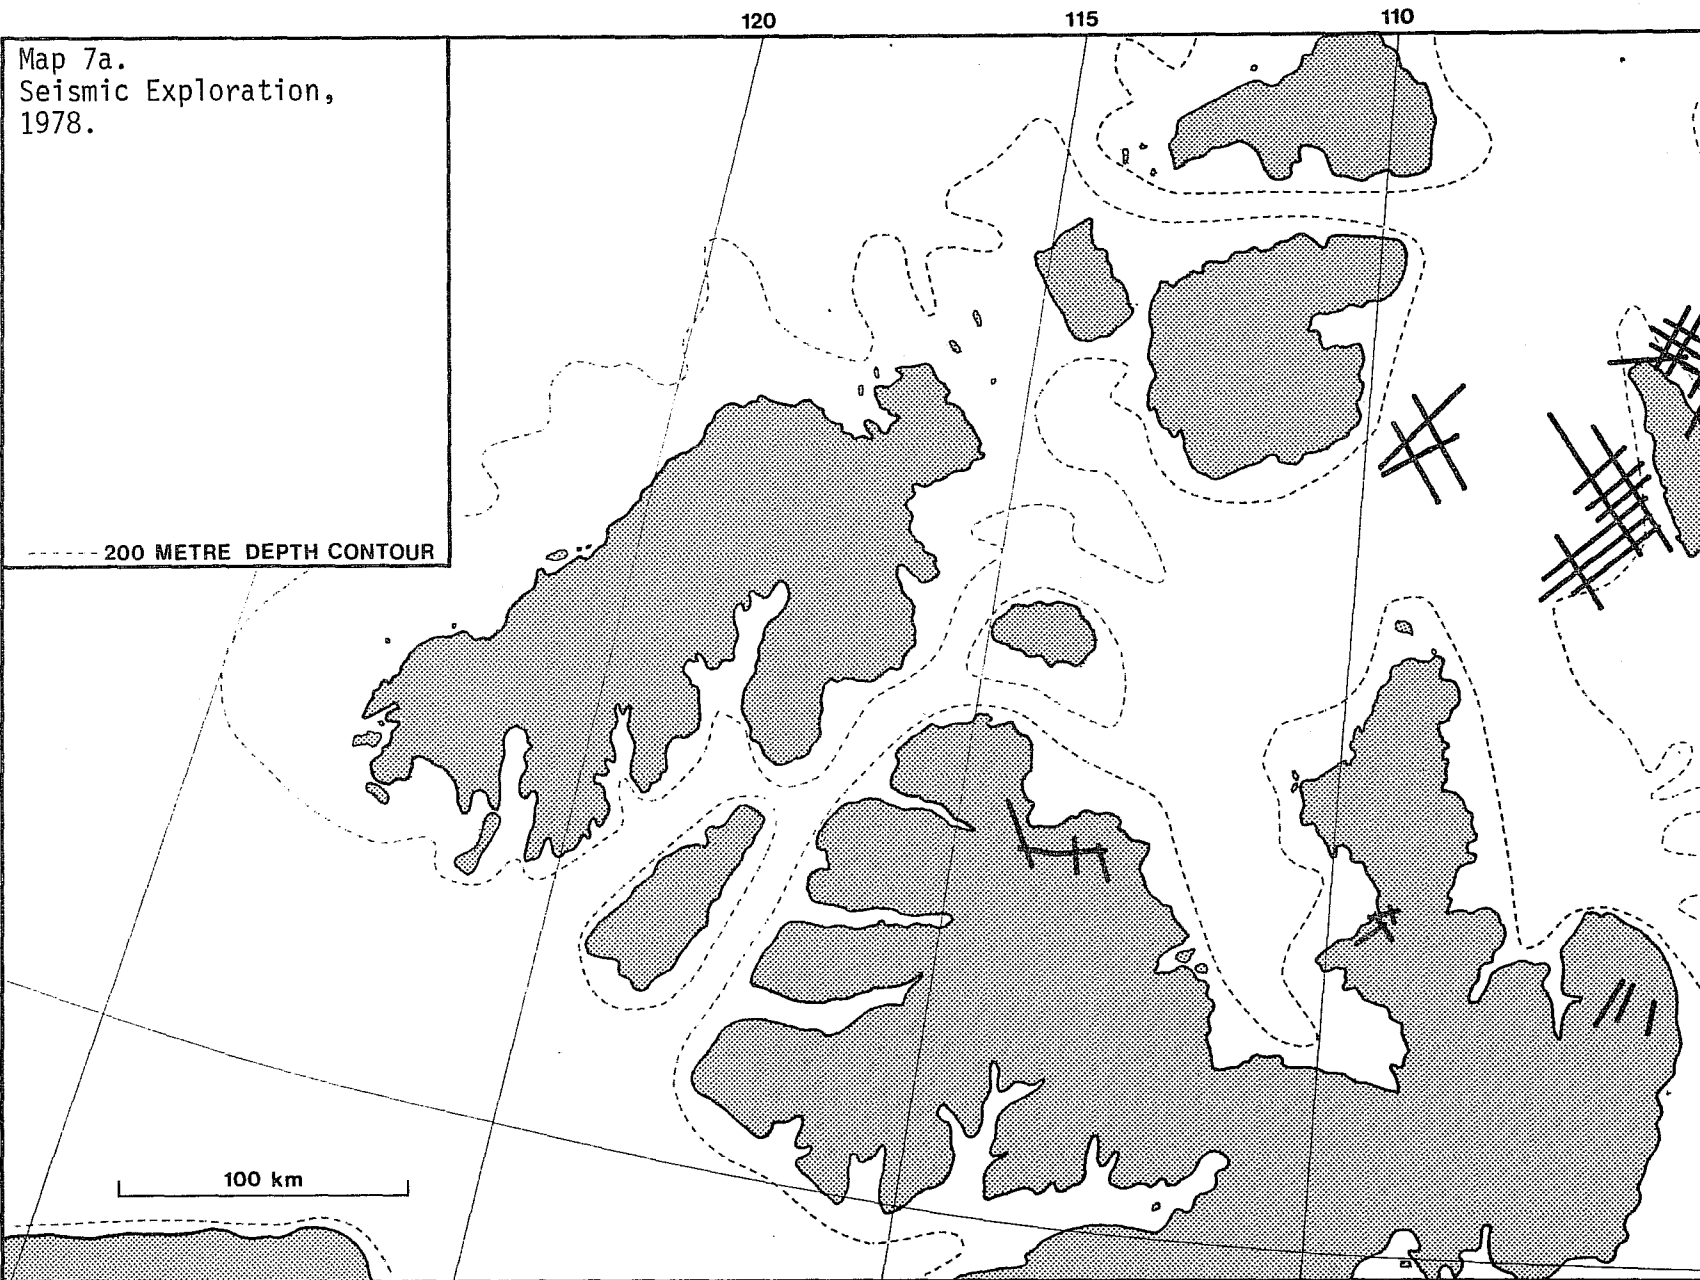 120 115 110
Map 7a.
Seismic Exploration,
1978.
200 METRE DEPTH CONTOUR
100 km